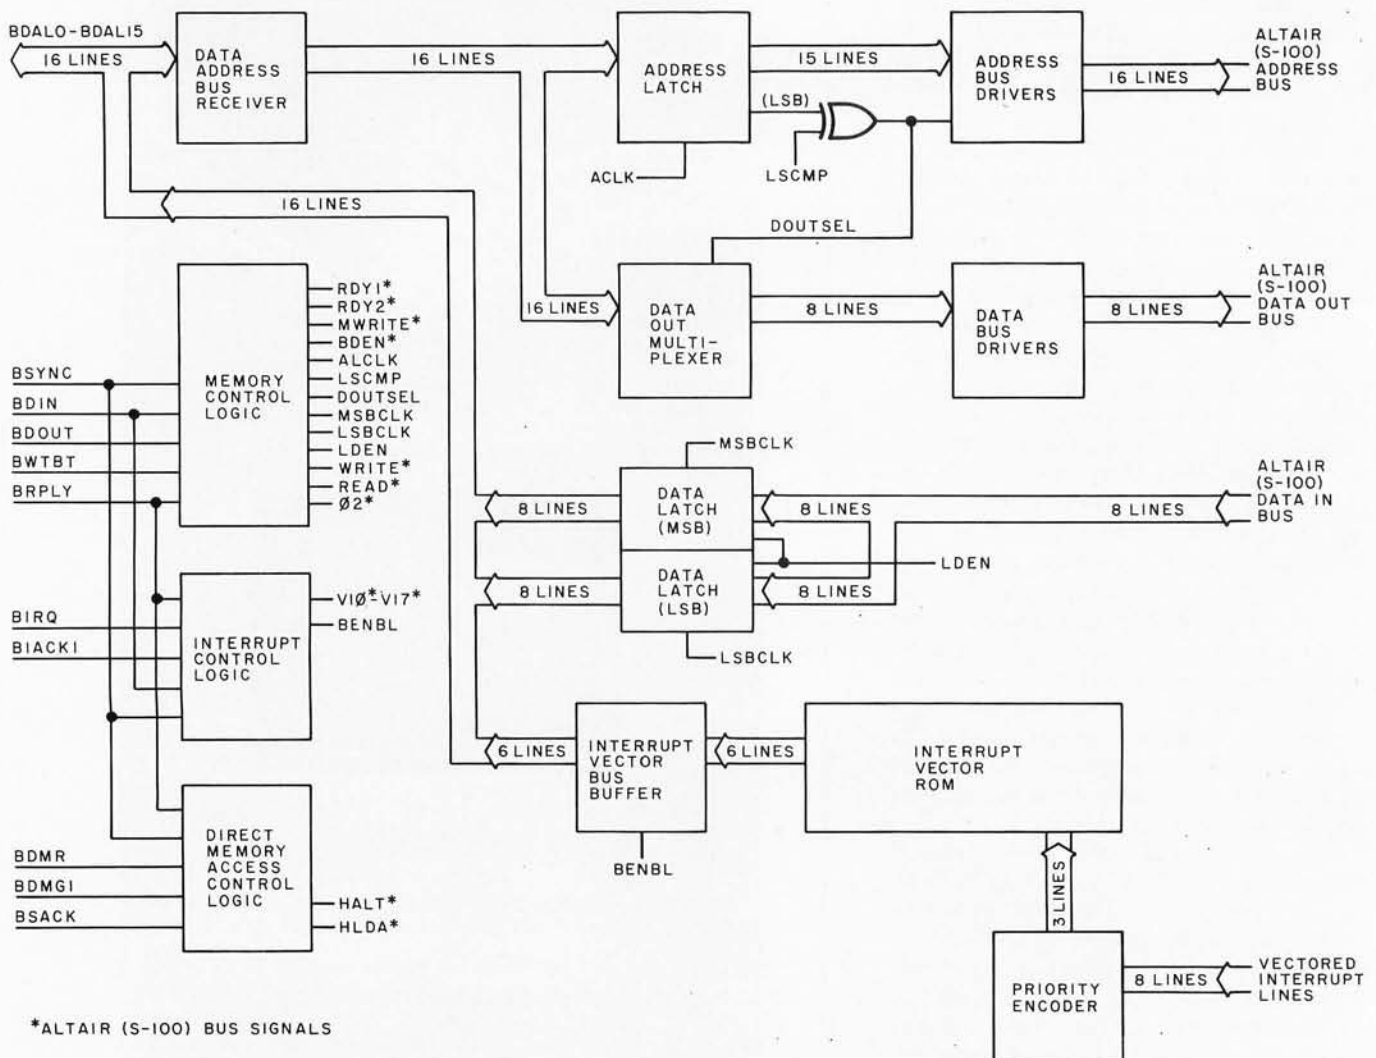 BDAL0-BDAL15
16 LINES
DATA
ADDRESS
BUS
RECEIVER
16 LINES
ADDRESS
LATCH
15 LINES
(LSB)
LSCMP
ACLK
ADDRESS
BUS
DRIVERS
16 LINES
ALTAIR
(S-100)
ADDRESS
BUS
16 LINES
DOUTSEL
16 LINES
DATA
OUT
MULTI-
PLEXER
8 LINES
DATA
BUS
DRIVERS
8 LINES
ALTAIR
(S-100)
DATA OUT
BUS
BSYNC
BDIN
BDOUT
BWTBT
BRPLY
MEMORY
CONTROL
LOGIC
RDY1*
RDY2*
MWRITE*
BDEN*
ALCLK
LSCMP
DOUTSEL
MSBCLK
LSBCLK
LDEN
WRITE*
READ*
Ø2*
MSBCLK
8 LINES
DATA
LATCH
(MSB)
8 LINES
8 LINES
ALTAIR
(S-100)
DATA IN
BUS
LDEN
8 LINES
DATA
LATCH
(LSB)
8 LINES
LSBCLK
BIRQ
BIACKI
INTERRUPT
CONTROL
LOGIC
VIØ*-VI7*
BENBL
6 LINES
INTERRUPT
VECTOR
BUS
BUFFER
BENBL
6 LINES
INTERRUPT
VECTOR
ROM
3 LINES
PRIORITY
ENCODER
8 LINES
VECTORED
INTERRUPT
LINES
BDMR
BDMGI
BSACK
DIRECT
MEMORY
ACCESS
CONTROL
LOGIC
HALT*
HLDA*
*ALTAIR (S-100) BUS SIGNALS